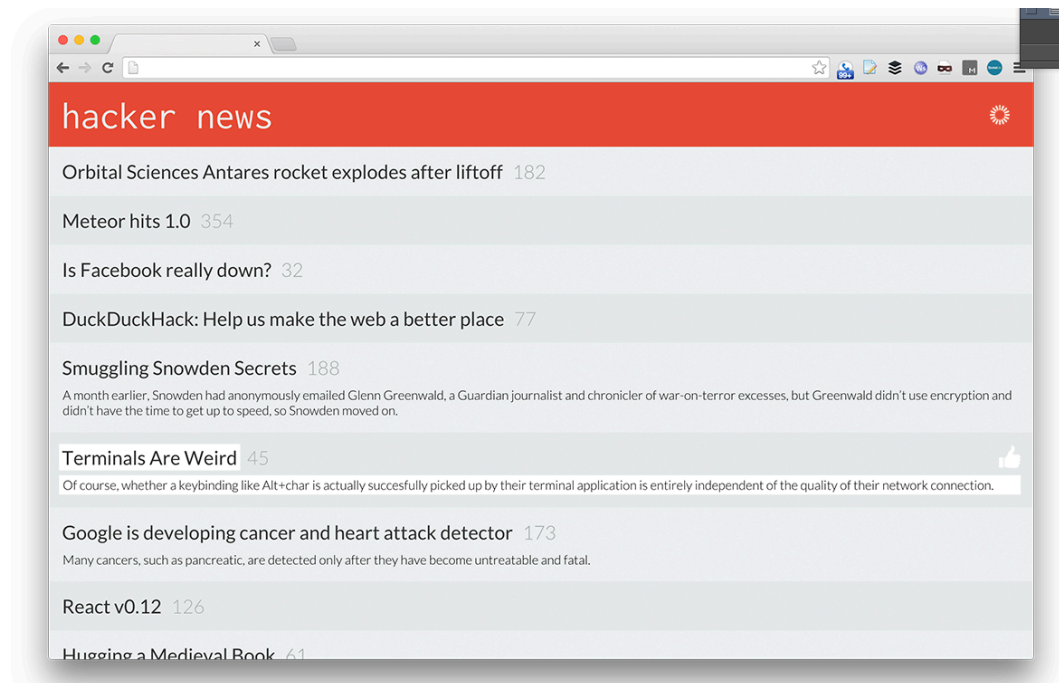 99+
M
hacker news
Orbital Sciences Antares rocket explodes after liftoff 182
Meteor hits 1.0 354
Is Facebook really down? 32
DuckDuckHack: Help us make the web a better place 77
Smuggling Snowden Secrets 188
A month earlier, Snowden had anonymously emailed Glenn Greenwald, a Guardian journalist and chronicler of war-on-terror excesses, but Greenwald didn't use encryption and
didn't have the time to get up to speed, so Snowden moved on.
Terminals Are Weird 45
Of course, whether a keybinding like Alt+char is actually succesfully picked up by their terminal application is entirely independent of the quality of their network connection.
Google is developing cancer and heart attack detector 173
Many cancers, such as pancreatic, are detected only after they have become untreatable and fatal.
React v0.12 126
Hugging a Medieval Book 61